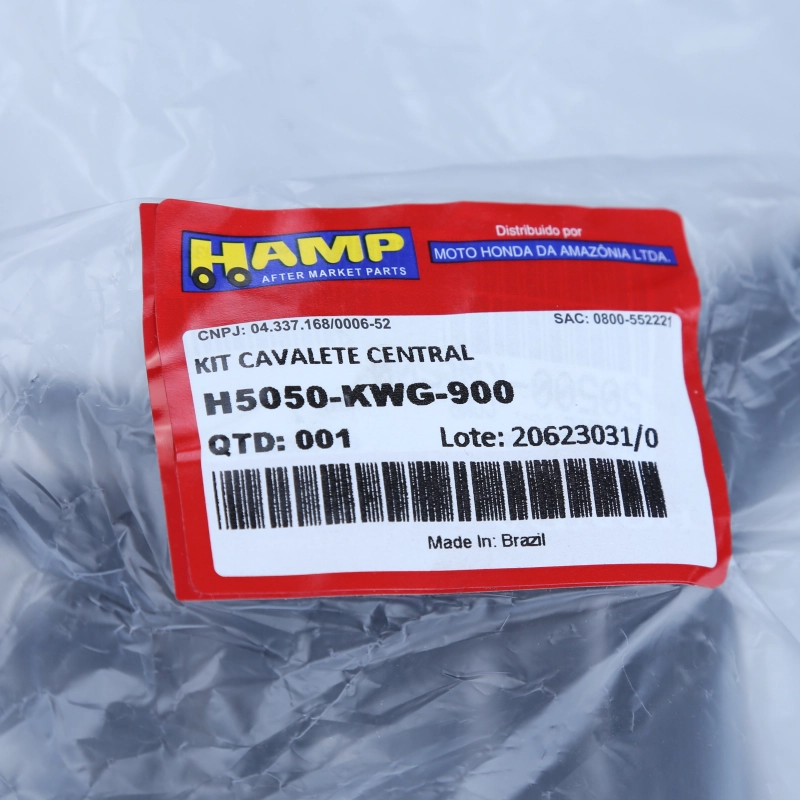 HAMP
AFTER MARKET PARTS
Distribuido por
MOTO HONDA DA AMAZÔNIA LTDA.
CNPJ: 04.337.168/0006-52
SAC: 0800-552221
KIT CAVALETE CENTRAL
H5050-KWG-900
QTD: 001
Lote: 20623031/0
Made In: Brazil